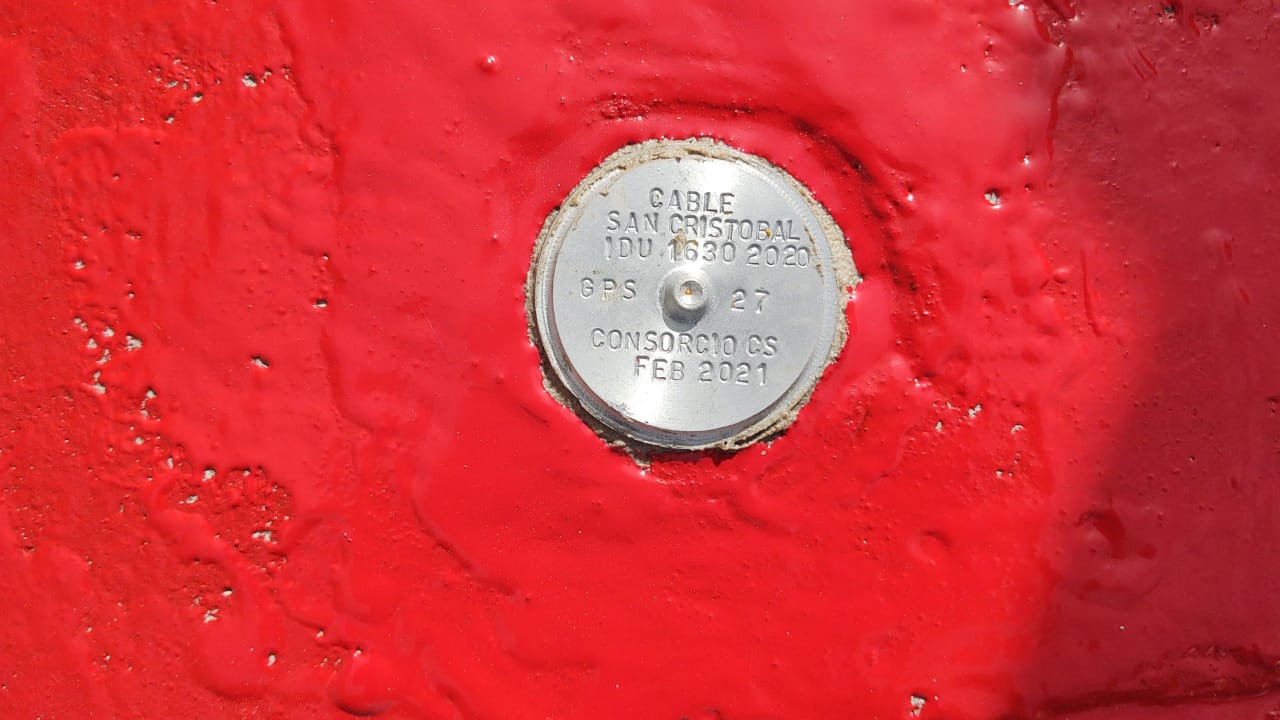 CABLE
SAN CRISTOBAL
IDU 1630 2020
GPS 27
CONSORCIO CS
FEB 2021